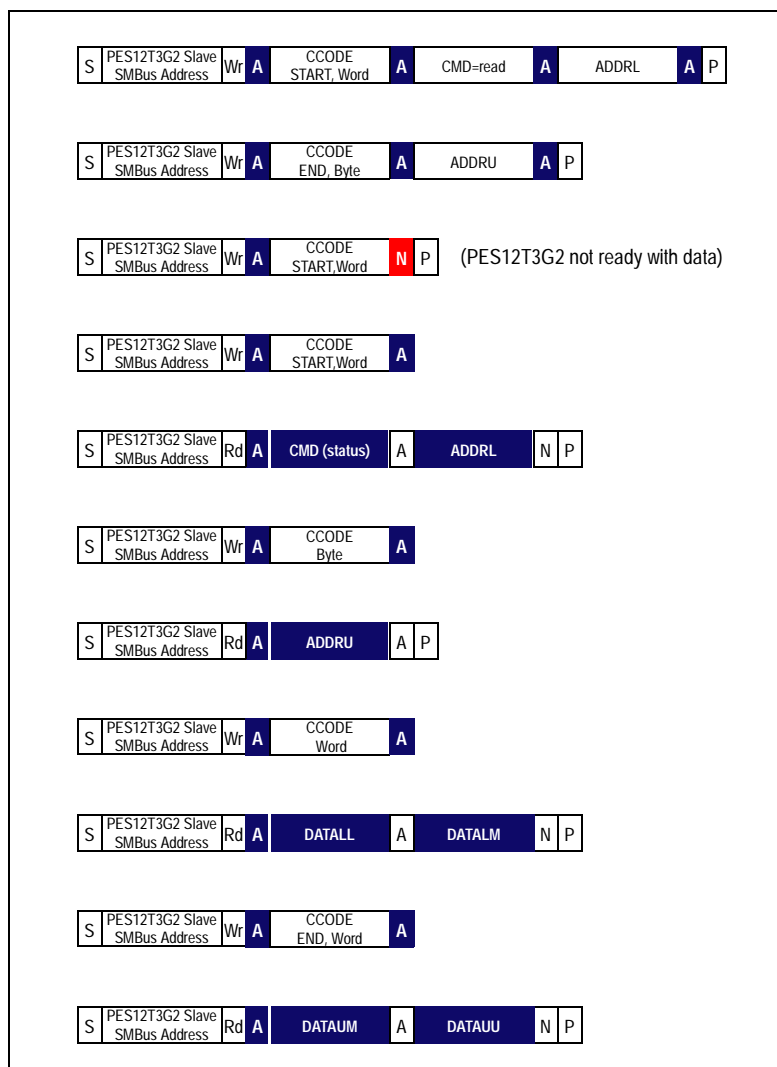 S PES12T3G2 Slave SMBus Address Wr A CCODE START, Word A CMD=read A ADDRL A P
S PES12T3G2 Slave SMBus Address Wr A CCODE END, Byte A ADDRU A P
S PES12T3G2 Slave SMBus Address Wr A CCODE START,Word N P (PES12T3G2 not ready with data)
S PES12T3G2 Slave SMBus Address Wr A CCODE START,Word A
S PES12T3G2 Slave SMBus Address Rd A CMD (status) A ADDRL N P
S PES12T3G2 Slave SMBus Address Wr A CCODE Byte A
S PES12T3G2 Slave SMBus Address Rd A ADDRU A P
S PES12T3G2 Slave SMBus Address Wr A CCODE Word A
S PES12T3G2 Slave SMBus Address Rd A DATALL A DATALM N P
S PES12T3G2 Slave SMBus Address Wr A CCODE END, Word A
S PES12T3G2 Slave SMBus Address Rd A DATAUM A DATAUU N P